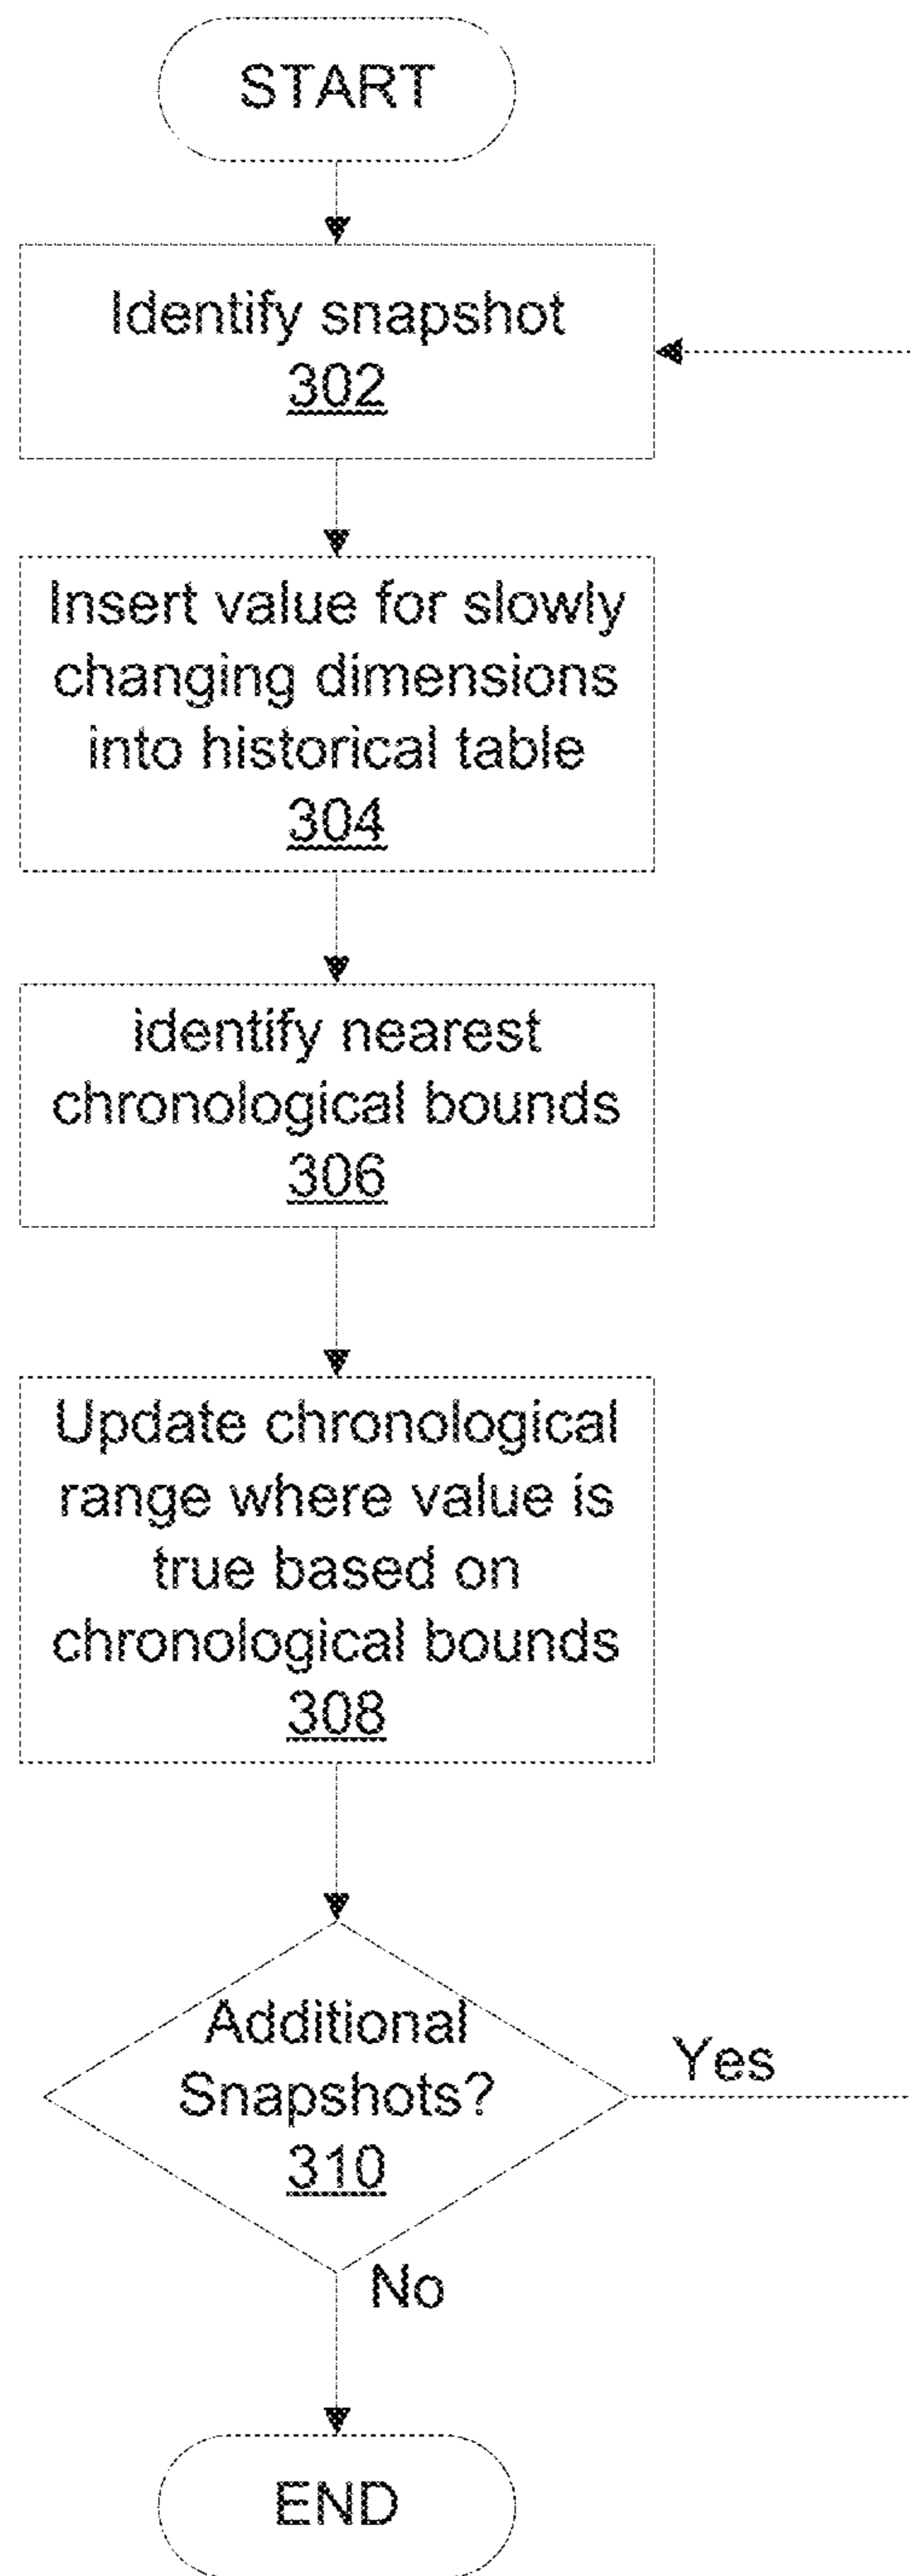 START
Identify snapshot
302
Insert value for slowly
changing dimensions
into historical table
304
identify nearest
chronological bounds
306
Update chronological
range where value is
true based on
chronological bounds
308
Additional
Snapshots?
310
Yes
No
END